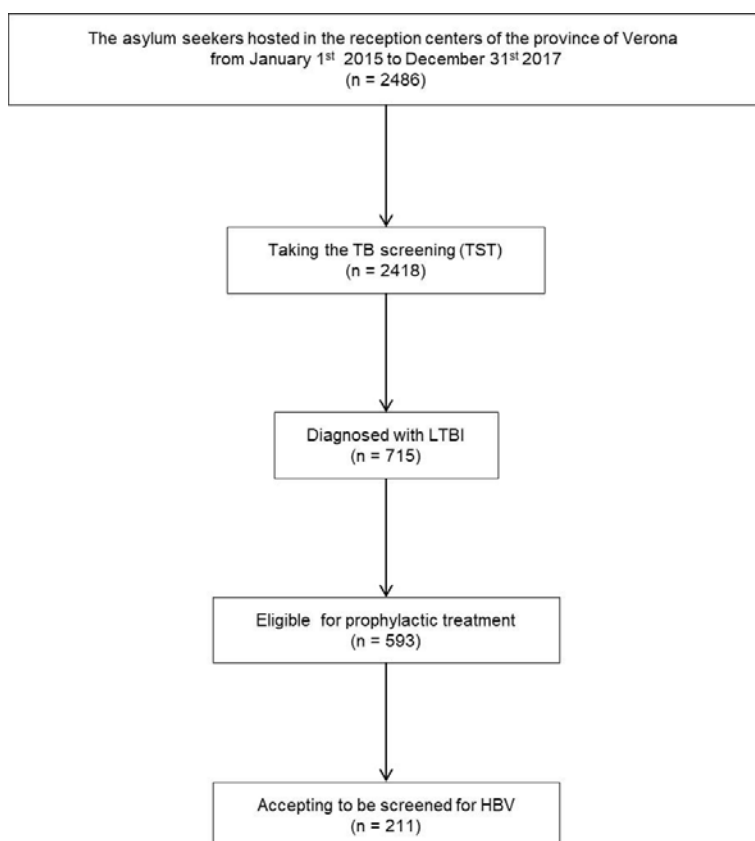 The asylum seekers hosted in the reception centers of the province of Verona
from January 1st 2015 to December 31st 2017
(n = 2486)
Taking the TB screening (TST)
(n = 2418)
Diagnosed with LTBI
(n = 715)
Eligible for prophylactic treatment
(n = 593)
Accepting to be screened for HBV
(n = 211)